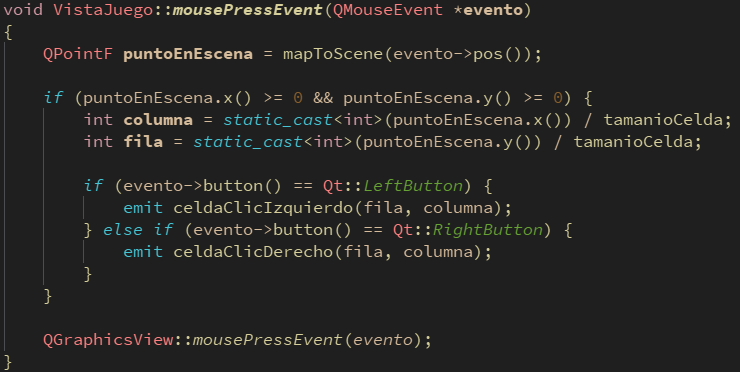 void VistaJuego::mousePressEvent(QMouseEvent *evento)
{
    QPointF puntoEnEscena = mapToScene(evento->pos());

    if (puntoEnEscena.x() >= 0 && puntoEnEscena.y() >= 0) {
        int columna = static_cast<int>(puntoEnEscena.x()) / tamanioCelda;
        int fila = static_cast<int>(puntoEnEscena.y()) / tamanioCelda;

        if (evento->button() == Qt::LeftButton) {
            emit celdaClicIzquierdo(fila, columna);
        } else if (evento->button() == Qt::RightButton) {
            emit celdaClicDerecho(fila, columna);
        }
    }

    QGraphicsView::mousePressEvent(evento);
}